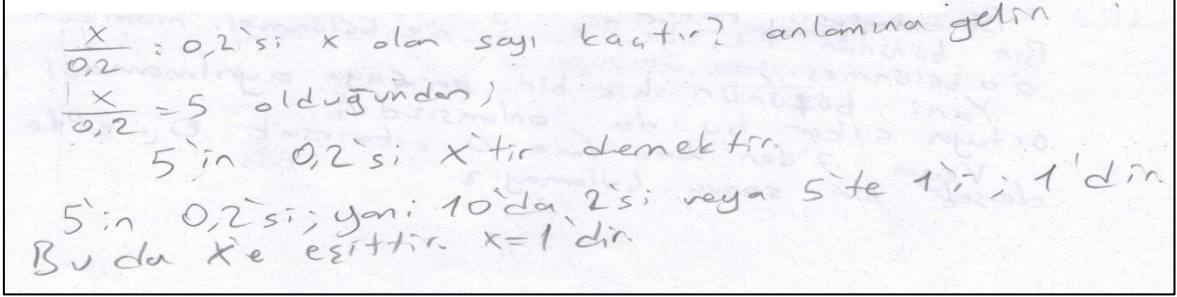 x/0,2 : 0,2'si x olan sayı kaçtır? anlamına gelir
x/0,2 = 5 olduğundan;
5'in 0,2'si x'tir demektir.
5'in 0,2'si; yani 10'da 2'si veya 5'te 1'i; 1'dir.
Bu da x'e eşittir. x=1'dir.